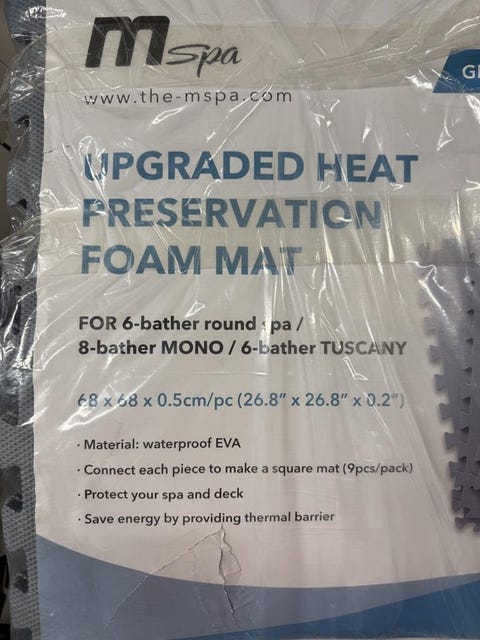 mspa
www.the-mspa.com
UPGRADED HEAT
PRESERVATION
FOAM MAT
FOR 6-bather round spa /
8-bather MONO / 6-bather TUSCANY
68 x 68 x 0.5cm/pc (26.8” x 26.8” x 0.2”)
· Material: waterproof EVA
· Connect each piece to make a square mat (9pcs/pack)
· Protect your spa and deck
· Save energy by providing thermal barrier